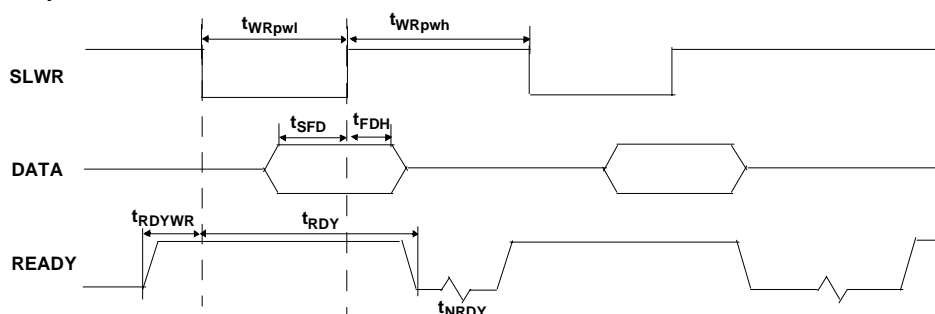 tWRpwl tWRpwh
SLWR
tSFD tFDH
DATA
tRDYWR tRDY
READY
tNRDY